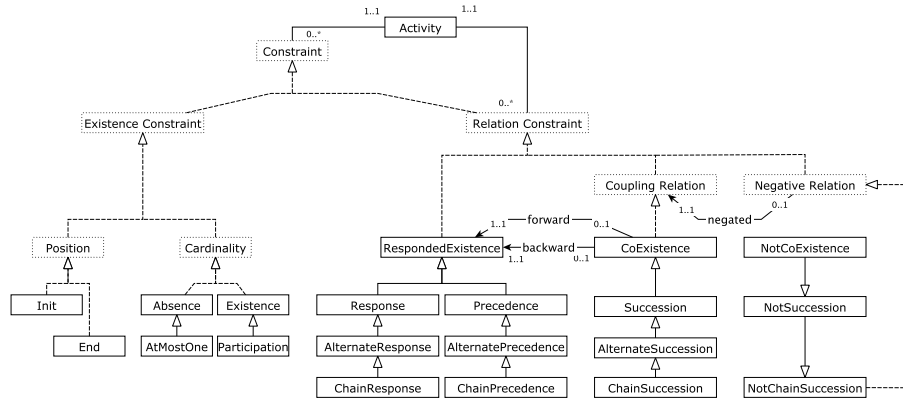 1..1
1..1
Activity
0..*
Constraint
0..*
Existence Constraint
Relation Constraint
Coupling Relation
Negative Relation
1..1
negated
0..1
1..1
forward
0..1
Position
Cardinality
RespondedExistence
backward
CoExistence
NotCoExistence
1..1
0..1
Init
Absence
Existence
Response
Precedence
Succession
NotSuccession
End
AtMostOne
Participation
AlternateResponse
AlternatePrecedence
AlternateSuccession
ChainResponse
ChainPrecedence
ChainSuccession
NotChainSuccession